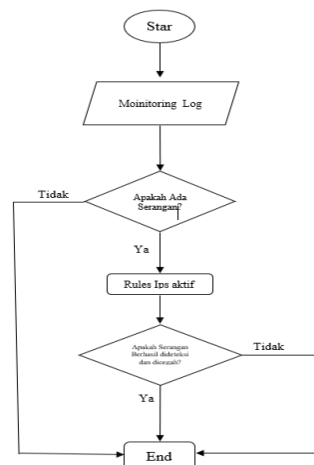 Star
Moinitoring Log
Tidak
Apakah Ada
Serangan?
Ya
Rules Ips aktif
Apakah Serangan
Berhasil dideteksi
dan dicegah?
Tidak
Ya
End